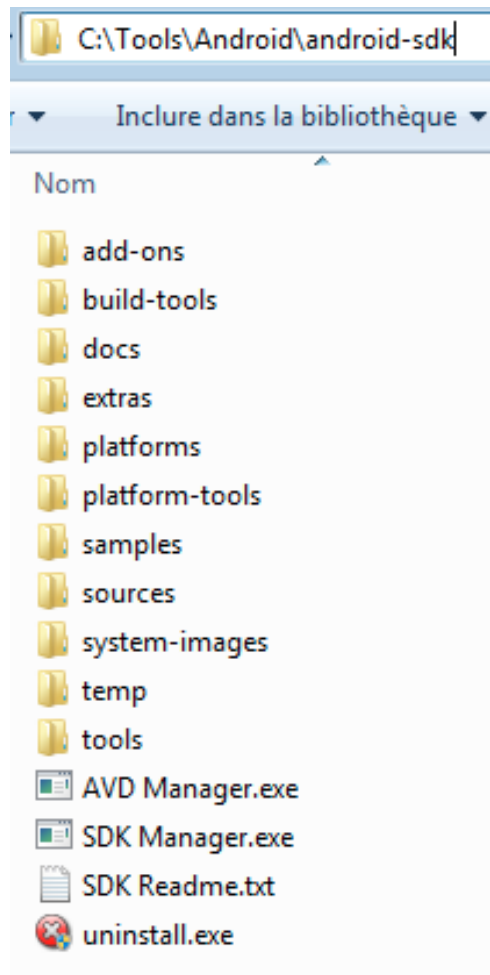 C:\Tools\Android\android-sdk
Inclure dans la bibliothèque
Nom
add-ons
build-tools
docs
extras
platforms
platform-tools
samples
sources
system-images
temp
tools
AVD Manager.exe
SDK Manager.exe
SDK Readme.txt
uninstall.exe